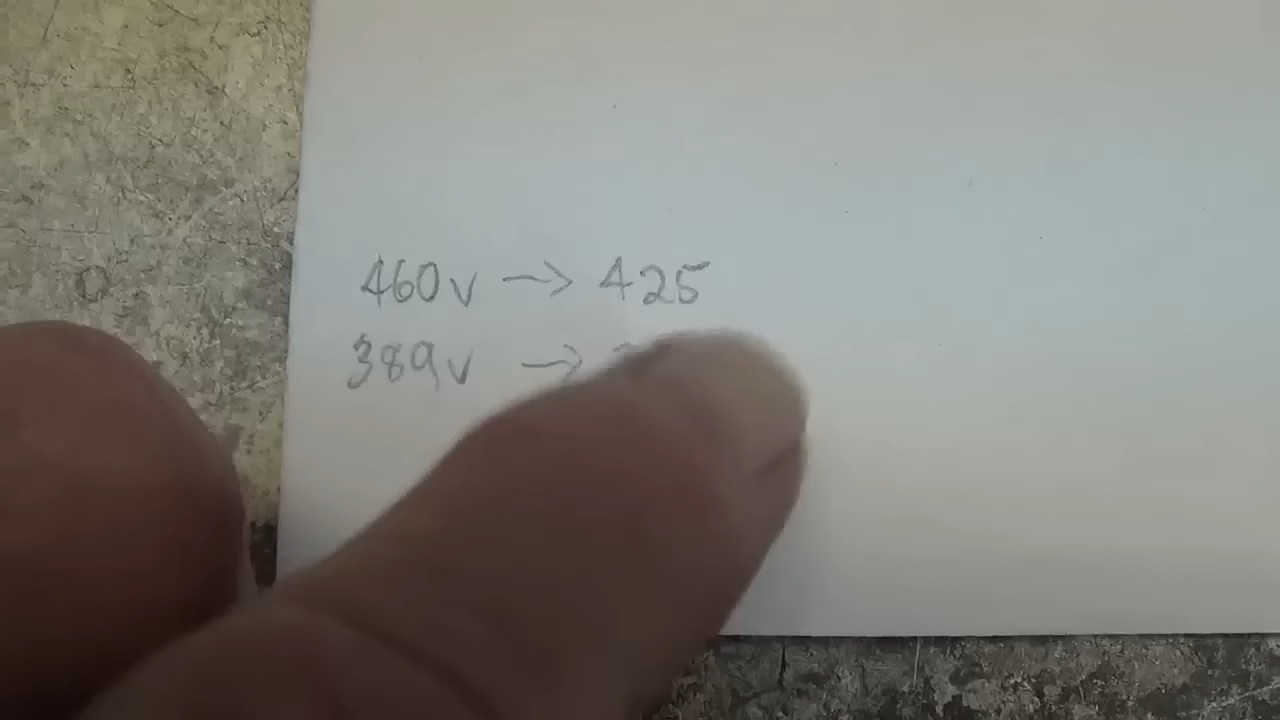 460v → 425
389v →